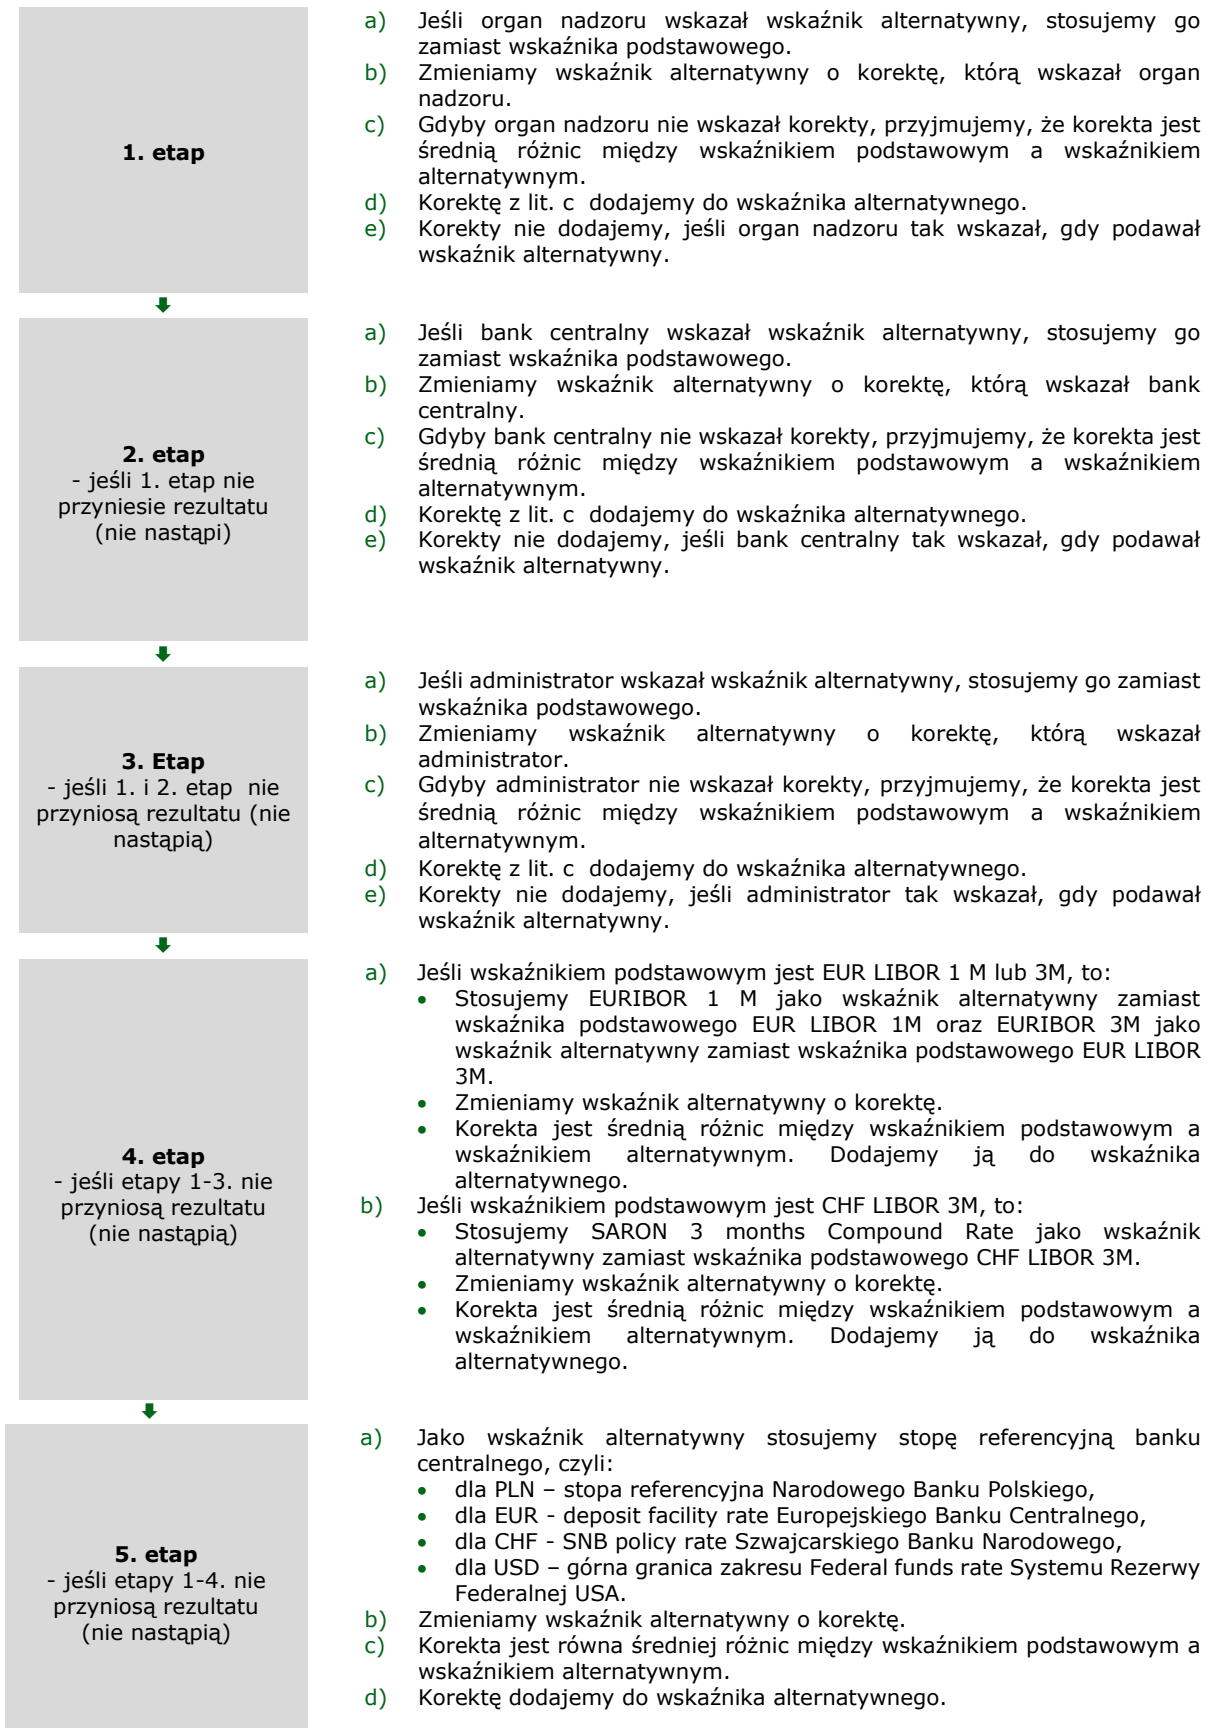 1. etap
a) Jeśli organ nadzoru wskazał wskaźnik alternatywny, stosujemy go
zamiast wskaźnika podstawowego.
b) Zmieniamy wskaźnik alternatywny o korektę, którą wskazał organ
nadzoru.
c) Gdyby organ nadzoru nie wskazał korekty, przyjmujemy, że korekta jest
średnią różnic między wskaźnikiem podstawowym a wskaźnikiem
alternatywnym.
d) Korektę z lit. c dodajemy do wskaźnika alternatywnego.
e) Korekty nie dodajemy, jeśli organ nadzoru tak wskazał, gdy podawał
wskaźnik alternatywny.
2. etap
- jeśli 1. etap nie
przyniesie rezultatu
(nie nastąpi)
a) Jeśli bank centralny wskazał wskaźnik alternatywny, stosujemy go
zamiast wskaźnika podstawowego.
b) Zmieniamy wskaźnik alternatywny o korektę, którą wskazał bank
centralny.
c) Gdyby bank centralny nie wskazał korekty, przyjmujemy, że korekta jest
średnią różnic między wskaźnikiem podstawowym a wskaźnikiem
alternatywnym.
d) Korektę z lit. c dodajemy do wskaźnika alternatywnego.
e) Korekty nie dodajemy, jeśli bank centralny tak wskazał, gdy podawał
wskaźnik alternatywny.
3. Etap
- jeśli 1. i 2. etap nie
przyniosą rezultatu (nie
nastąpią)
a) Jeśli administrator wskazał wskaźnik alternatywny, stosujemy go zamiast
wskaźnika podstawowego.
b) Zmieniamy wskaźnik alternatywny o korektę, którą wskazał
administrator.
c) Gdyby administrator nie wskazał korekty, przyjmujemy, że korekta jest
średnią różnic między wskaźnikiem podstawowym a wskaźnikiem
alternatywnym.
d) Korektę z lit. c dodajemy do wskaźnika alternatywnego.
e) Korekty nie dodajemy, jeśli administrator tak wskazał, gdy podawał
wskaźnik alternatywny.
4. etap
- jeśli etapy 1-3. nie
przyniosą rezultatu
(nie nastąpią)
a) Jeśli wskaźnikiem podstawowym jest EUR LIBOR 1 M lub 3M, to:
• Stosujemy EURIBOR 1 M jako wskaźnik alternatywny zamiast
wskaźnika podstawowego EUR LIBOR 1M oraz EURIBOR 3M jako
wskaźnik alternatywny zamiast wskaźnika podstawowego EUR LIBOR
3M.
• Zmieniamy wskaźnik alternatywny o korektę.
• Korekta jest średnią różnic między wskaźnikiem podstawowym a
wskaźnikiem alternatywnym. Dodajemy ją do wskaźnika
alternatywnego.
b) Jeśli wskaźnikiem podstawowym jest CHF LIBOR 3M, to:
• Stosujemy SARON 3 months Compound Rate jako wskaźnik
alternatywny zamiast wskaźnika podstawowego CHF LIBOR 3M.
• Zmieniamy wskaźnik alternatywny o korektę.
• Korekta jest średnią różnic między wskaźnikiem podstawowym a
wskaźnikiem alternatywnym. Dodajemy ją do wskaźnika
alternatywnego.
5. etap
- jeśli etapy 1-4. nie
przyniosą rezultatu
(nie nastąpią)
a) Jako wskaźnik alternatywny stosujemy stopę referencyjną banku
centralnego, czyli:
• dla PLN – stopa referencyjna Narodowego Banku Polskiego,
• dla EUR - deposit facility rate Europejskiego Banku Centralnego,
• dla CHF - SNB policy rate Szwajcarskiego Banku Narodowego,
• dla USD – górna granica zakresu Federal funds rate Systemu Rezerwy
Federalnej USA.
b) Zmieniamy wskaźnik alternatywny o korektę.
c) Korekta jest równa średniej różnic między wskaźnikiem podstawowym a
wskaźnikiem alternatywnym.
d) Korektę dodajemy do wskaźnika alternatywnego.